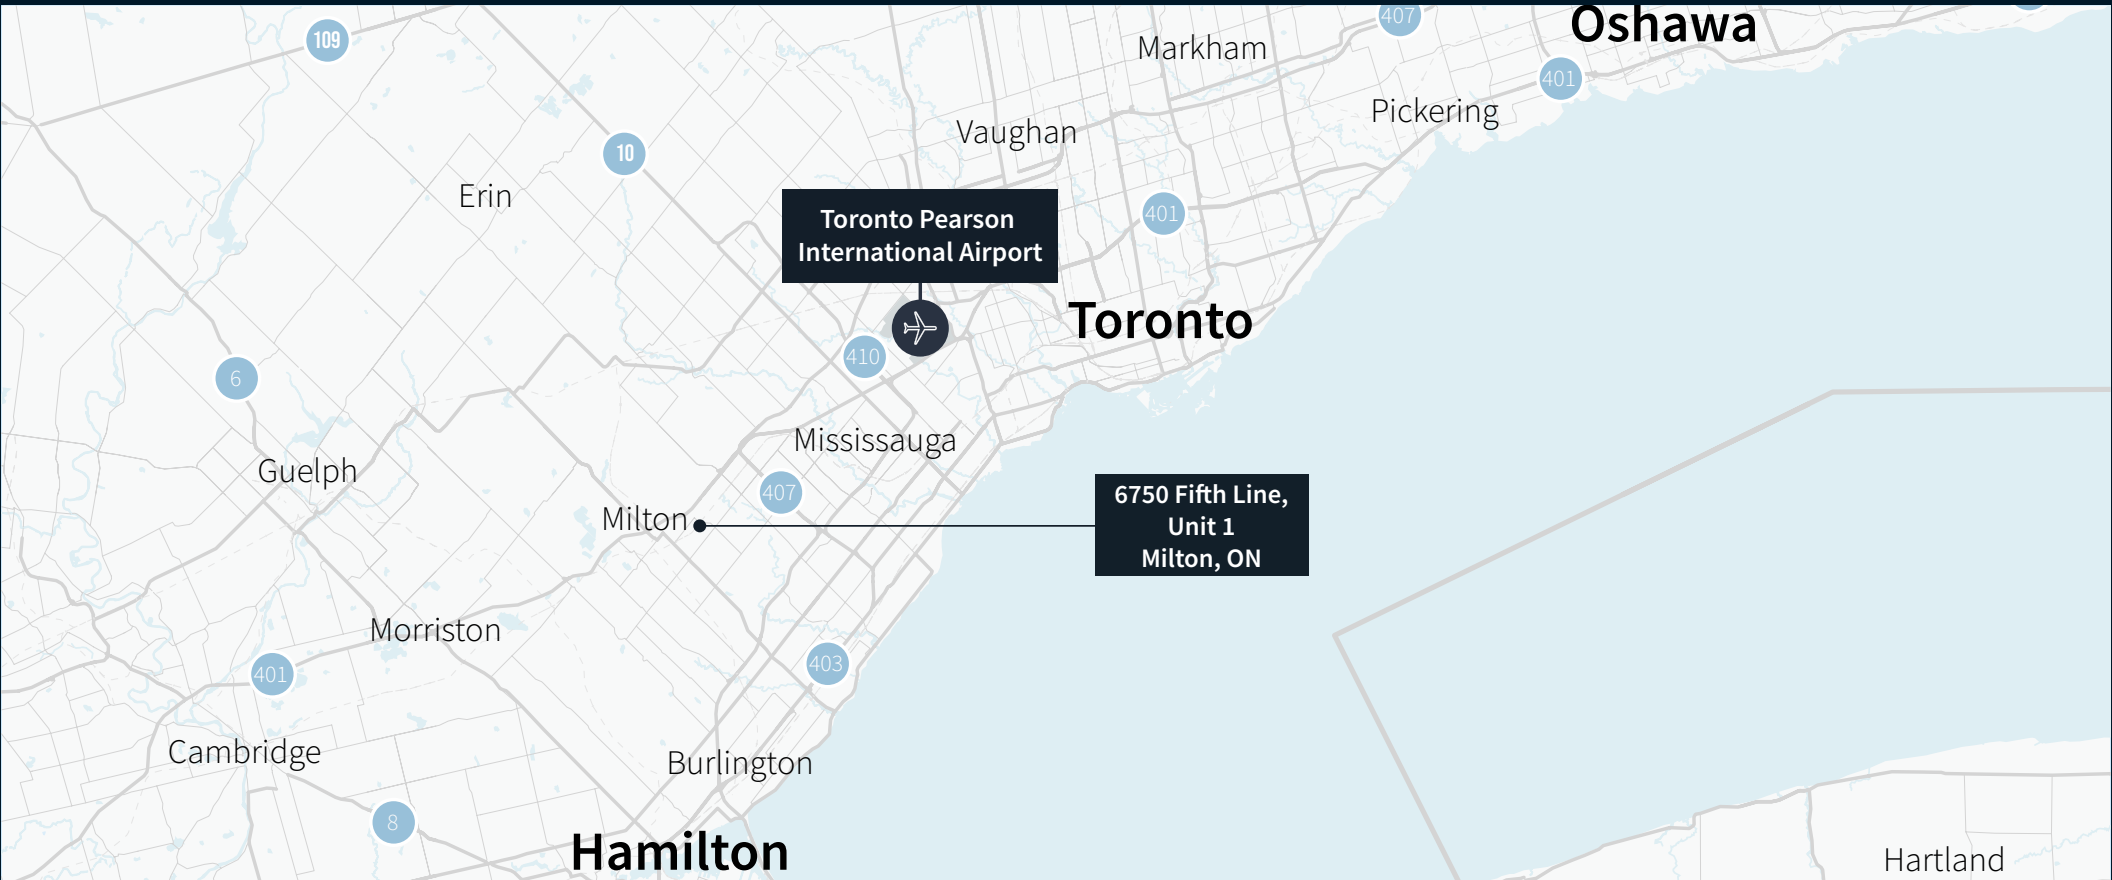 Oshawa
407
109
Markham
401
Pickering
Vaughan
10
Erin
401
Toronto Pearson
International Airport
Toronto
410
6
Mississauga
Guelph
407
6750 Fifth Line,
Unit 1
Milton, ON
Milton
Morriston
403
401
Cambridge
Burlington
8
Hamilton
Hartland